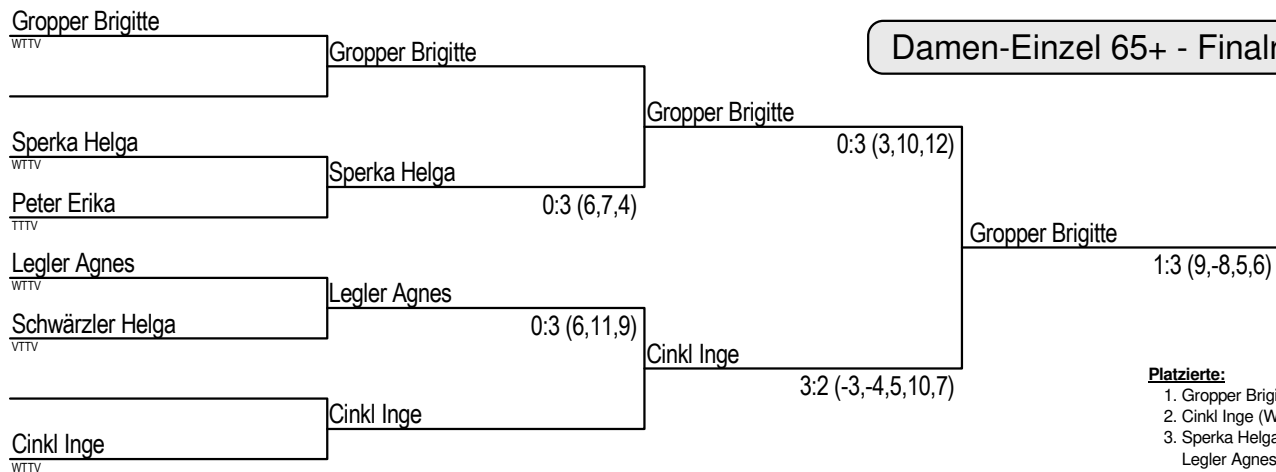 Gropper Brigitte
WTTV
Gropper Brigitte
Damen-Einzel 65+ - Finalr
Gropper Brigitte
0:3 (3,10,12)
Sperka Helga
WTTV
Sperka Helga
0:3 (6,7,4)
Peter Erika
TTTV
Gropper Brigitte
1:3 (9,-8,5,6)
Legler Agnes
WTTV
Legler Agnes
0:3 (6,11,9)
Schwärzler Helga
VTTV
Cinkl Inge
3:2 (-3,-4,5,10,7)
Cinkl Inge
Cinkl Inge
WTTV
Platzierte:
1. Gropper Brigi
2. Cinkl Inge (W
3. Sperka Helga
Legler Agnes